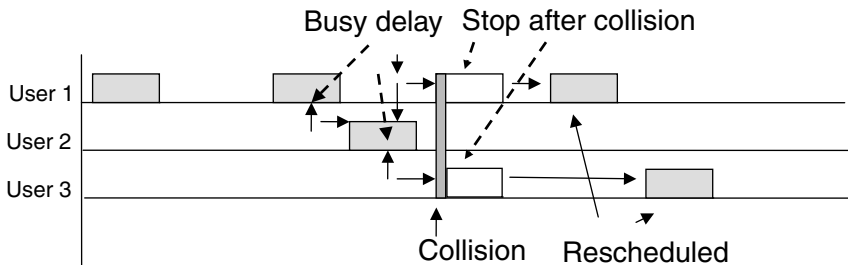 Busy delay
Stop after collision
User 1
User 2
User 3
Collision
Rescheduled